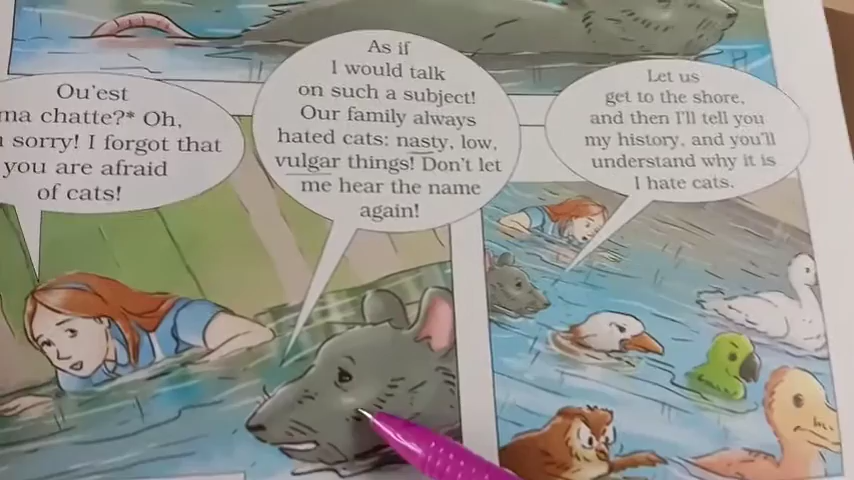 Qu'est
ma chatte?* Oh,
sorry! I forgot that
you are afraid
of cats!
As if
I would talk
on such a subject!
Our family always
hated cats: nasty, low,
vulgar things! Don't let
me hear the name
again!
Let us
get to the shore,
and then I'll tell you
my history, and you'll
understand why it is
I hate cats.